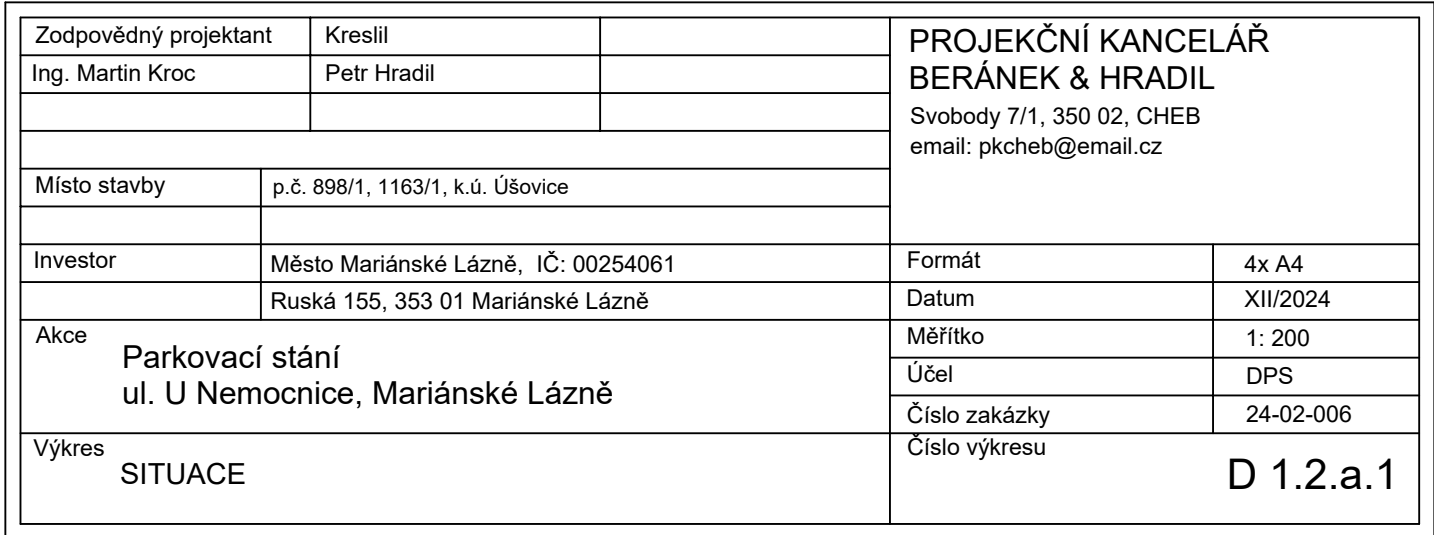 Zodpovědný projektant Kreslil
Ing. Martin Kroc Petr Hradil
PROJEKČNÍ KANCELÁŘ
BERÁNEK & HRADIL
Svobody 7/1, 350 02, CHEB
email: pkcheb@email.cz
Místo stavby p.č. 898/1, 1163/1, k.ú. Úšovice
Investor Město Mariánské Lázně, IČ: 00254061
Ruská 155, 353 01 Mariánské Lázně
Formát 4x A4
Datum XII/2024
Akce
Parkovací stání
ul. U Nemocnice, Mariánské Lázně
Měřítko 1: 200
Účel DPS
Číslo zakázky 24-02-006
Výkres
SITUACE
Číslo výkresu
D 1.2.a.1